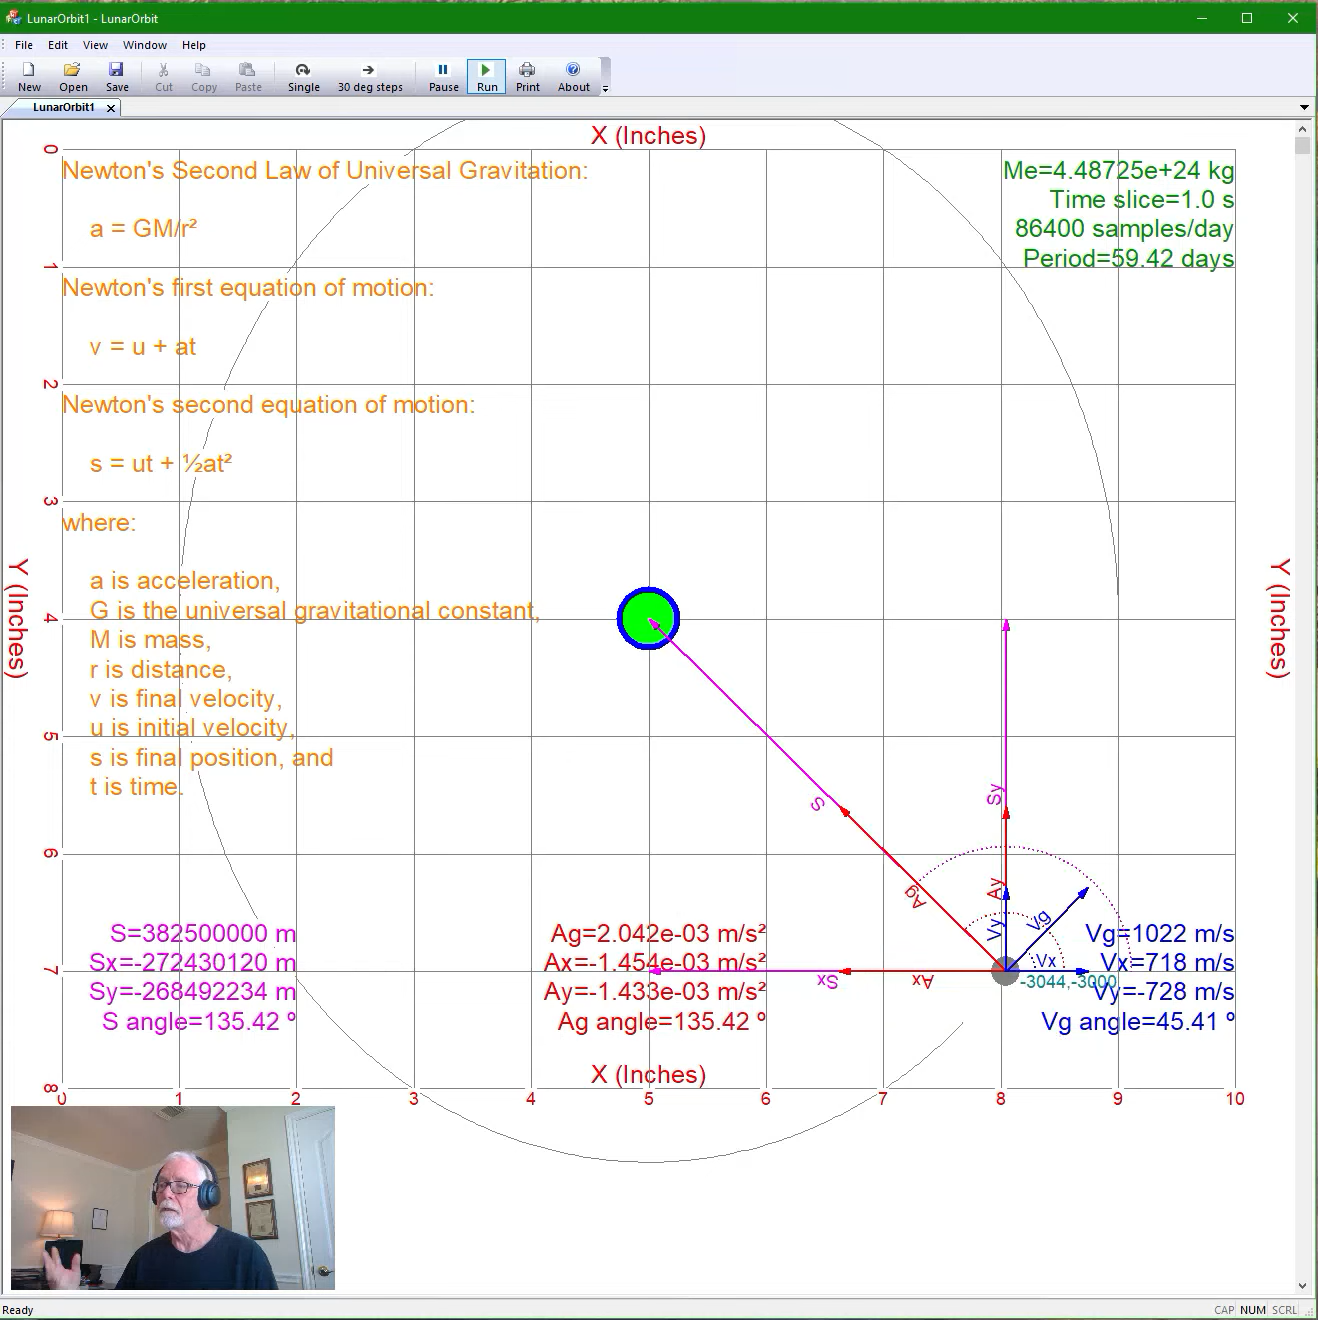 LunarOrbit1 - LunarOrbit
File Edit View Window Help
New Open Save Cut Copy Paste Single 30 deg steps Pause Run Print About
LunarOrbit1
X (Inches)
0
Newton's Second Law of Universal Gravitation:
a = GM/r²
1
Newton's first equation of motion:
v = u + at
2
Newton's second equation of motion:
s = ut + ½at²
3
where:
a is acceleration,
G is the universal gravitational constant,
4
M is mass,
r is distance,
v is final velocity,
u is initial velocity,
5
s is final position, and
t is time.
6
7
8
Me=4.48725e+24 kg
Time slice=1.0 s
86400 samples/day
Period=59.42 days
Y (Inches)
Y (Inches)
S
Sy
Ag
Ay
Vy
Vg
Vx
Sx
Ax
-3044,-3000
S=382500000 m
Sx=-272430120 m
Sy=-268492234 m
S angle=135.42 º
Ag=2.042e-03 m/s²
Ax=-1.454e-03 m/s²
Ay=-1.433e-03 m/s²
Ag angle=135.42 º
Vg=1022 m/s
Vx=718 m/s
Vy=-728 m/s
Vg angle=45.41 º
X (Inches)
0 1 2 3 4 5 6 7 8 9 10
Ready
CAP NUM SCRL